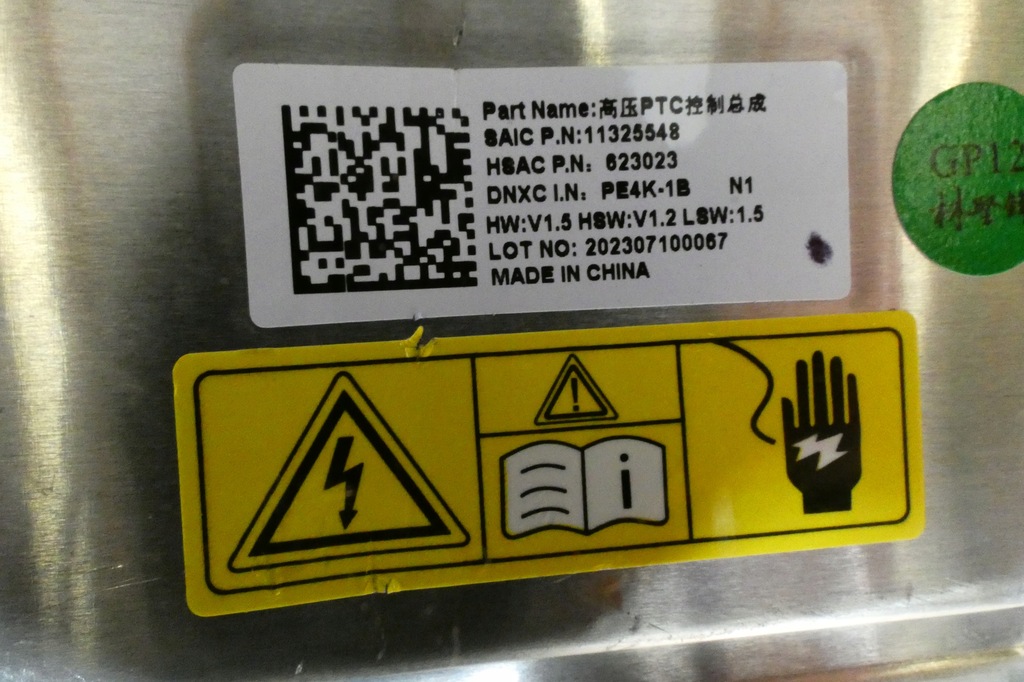 Part Name:高压PTC控制总成
SAIC P.N:11325548
HSAC P.N: 623023
DNXC I.N: PE4K-1B N1
HW:V1.5 HSW:V1.2 LSW:1.5
LOT NO: 202307100067
MADE IN CHINA
GP12
林